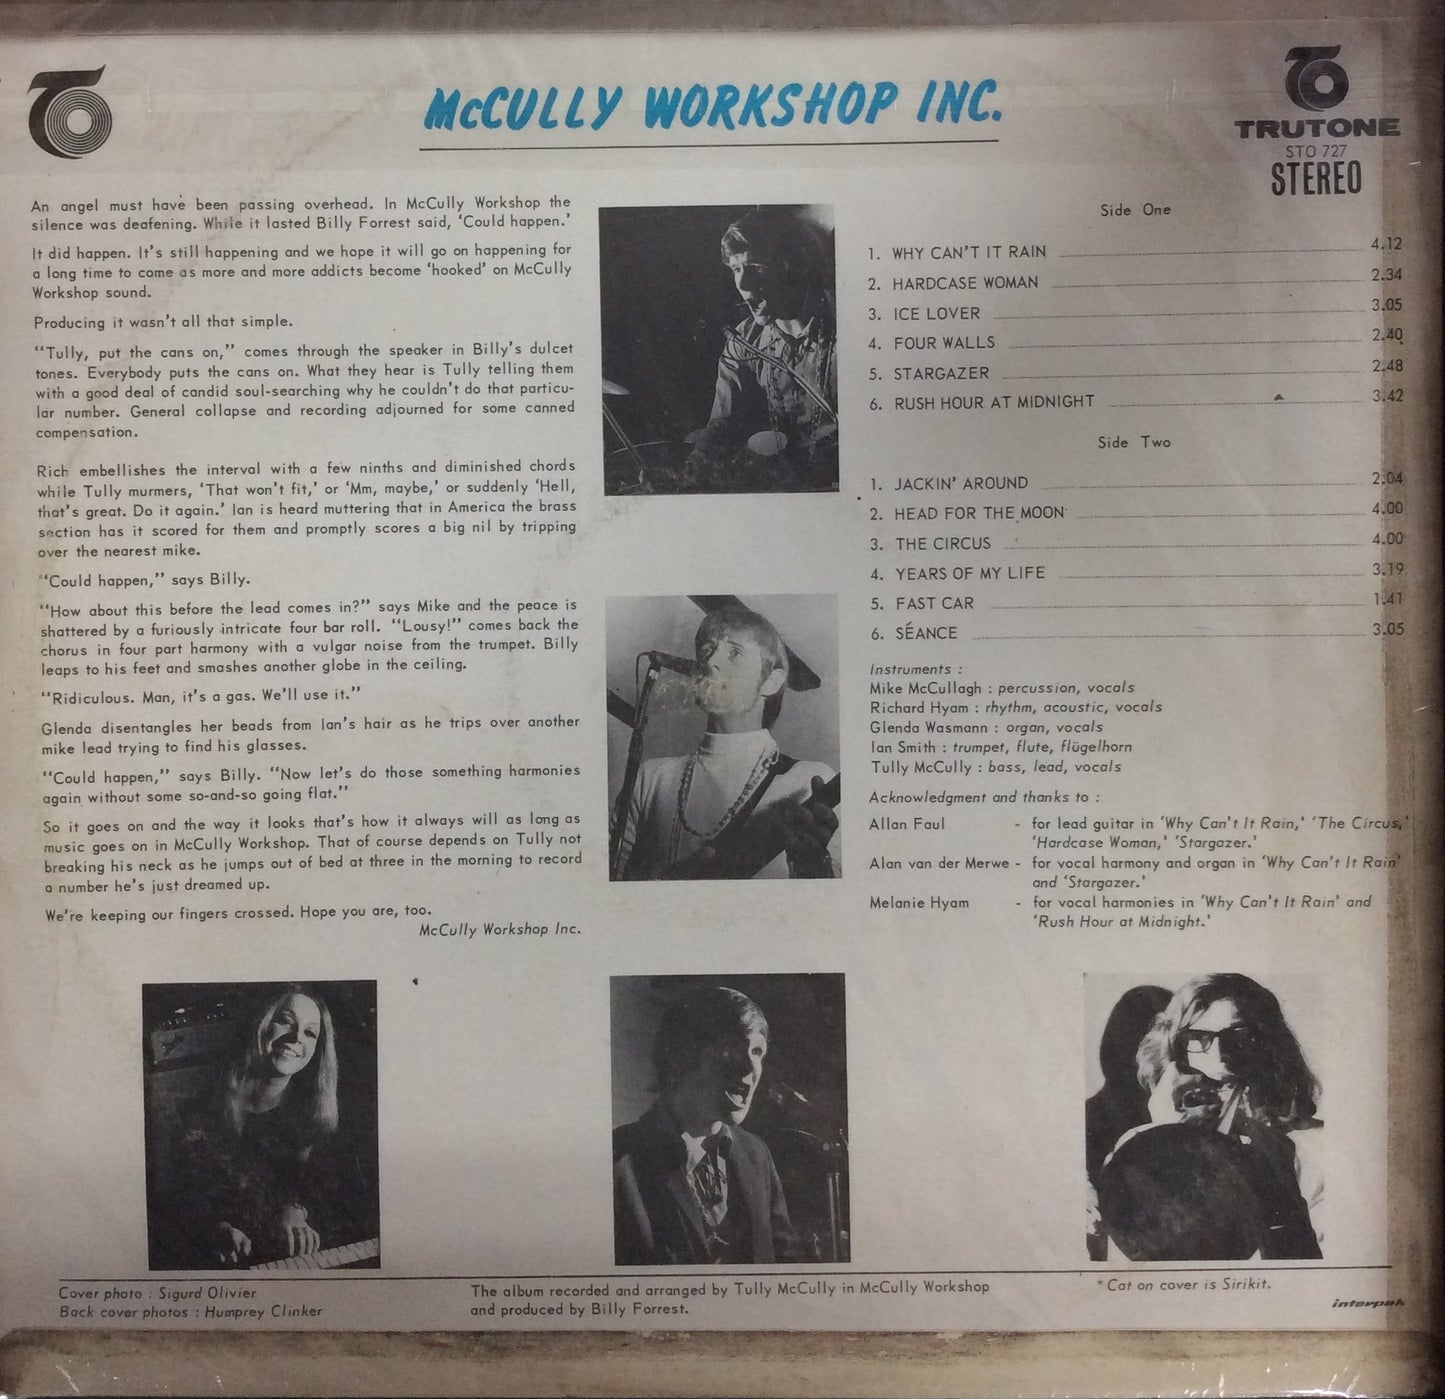 McCULLY WORKSHOP INC.
TRUTONE
STO 727
STEREO
An angel must have been passing overhead. In McCully Workshop the
silence was deafening. While it lasted Billy Forrest said, ‘Could happen.’
It did happen. It’s still happening and we hope it will go on happening for
a long time to come as more and more addicts become ‘hooked’ on McCully
Workshop sound.
Producing it wasn’t all that simple.
“Tully, put the cans on,” comes through the speaker in Billy’s dulcet
tones. Everybody puts the cans on. What they hear is Tully telling them
with a good deal of candid soul-searching why he couldn’t do that particu-
lar number. General collapse and recording adjourned for some canned
compensation.
Rich embellishes the interval with a few ninths and diminished chords
while Tully murmers, ‘That won’t fit,’ or ‘Mm, maybe,’ or suddenly ‘Hell,
that’s great. Do it again.’ Ian is heard muttering that in America the brass
section has it scored for them and promptly scores a big nil by tripping
over the nearest mike.
“Could happen,” says Billy.
“How about this before the lead comes in?” says Mike and the peace is
shattered by a furiously intricate four bar roll. “Lousy!” comes back the
chorus in four part harmony with a vulgar noise from the trumpet. Billy
leaps to his feet and smashes another globe in the ceiling.
“Ridiculous. Man, it’s a gas. We’ll use it.”
Glenda disentangles her beads from Ian’s hair as he trips over another
mike lead trying to find his glasses.
“Could happen,” says Billy. “Now let’s do those something harmonies
again without some so-and-so going flat.”
So it goes on and the way it looks that’s how it always will as long as
music goes on in McCully Workshop. That of course depends on Tully not
breaking his neck as he jumps out of bed at three in the morning to record
a number he’s just dreamed up.
We’re keeping our fingers crossed. Hope you are, too.
McCully Workshop Inc.
Side One
1. WHY CAN’T IT RAIN 4.12
2. HARDCASE WOMAN 2.34
3. ICE LOVER 3.05
4. FOUR WALLS 2.40
5. STARGAZER 2.48
6. RUSH HOUR AT MIDNIGHT 3.42
Side Two
1. JACKIN’ AROUND 2.04
2. HEAD FOR THE MOON 4.00
3. THE CIRCUS 4.00
4. YEARS OF MY LIFE 3.19
5. FAST CAR 1.41
6. SÉANCE 3.05
Instruments :
Mike McCullagh : percussion, vocals
Richard Hyam : rhythm, acoustic, vocals
Glenda Wasmann : organ, vocals
Ian Smith : trumpet, flute, flügelhorn
Tully McCully : bass, lead, vocals
Acknowledgment and thanks to :
Allan Faul - for lead guitar in ‘Why Can’t It Rain,’ ‘The Circus,’
‘Hardcase Woman,’ ‘Stargazer.’
Alan van der Merwe - for vocal harmony and organ in ‘Why Can’t It Rain’
and ‘Stargazer.’
Melanie Hyam - for vocal harmonies in ‘Why Can’t It Rain’ and
‘Rush Hour at Midnight.’
Cover photo : Sigurd Olivier
Back cover photos : Humprey Clinker
The album recorded and arranged by Tully McCully in McCully Workshop
and produced by Billy Forrest.
* Cat on cover is Sirikit.
interpak